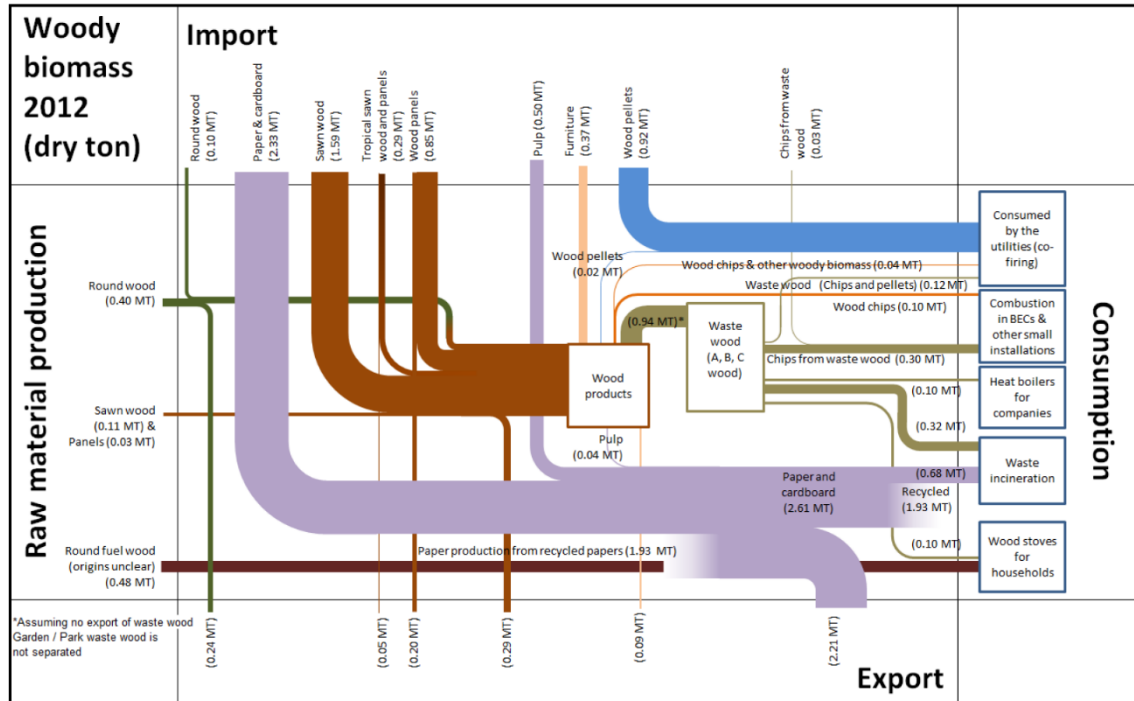 Woody
biomass
2012
(dry ton)
Import
Round wood
(0.10 MT)
Paper & cardboard
(2.33 MT)
Sawn wood
(1.59 MT)
Tropical sawn
wood and panels
(0.29 MT)
Wood panels
(0.85 MT)
Pulp (0.50 MT)
Furniture
(0.37 MT)
Wood pellets
(0.92 MT)
Chips from waste
wood
(0.03 MT)
Raw material production
Round wood
(0.40 MT)
Sawn wood
(0.11 MT) &
Panels (0.03 MT)
Round fuel wood
(origins unclear)
(0.48 MT)
Wood pellets
(0.02 MT)
Wood chips & other woody biomass (0.04 MT)
Waste wood (Chips and pellets) (0.12 MT)
Wood chips (0.10 MT)
(0.94 MT)*
Waste
wood
(A, B, C
wood)
Chips from waste wood (0.30 MT)
Wood
products
(0.10 MT)
(0.32 MT)
Pulp
(0.04 MT)
Paper and
cardboard
(2.61 MT)
(0.68 MT)
Recycled
(1.93 MT)
Paper production from recycled papers (1.93 MT)
(0.10 MT)
Consumed
by the
utilities (co-
firing)
Combustion
in BECs &
other small
installations
Heat boilers for
companies
Waste
incineration
Wood stoves
for
households
Consumption
*Assuming no export of waste wood
Garden / Park waste wood is
not separated
(0.24 MT)
(0.05 MT)
(0.20 MT)
(0.29 MT)
(0.09 MT)
(2.21 MT)
Export